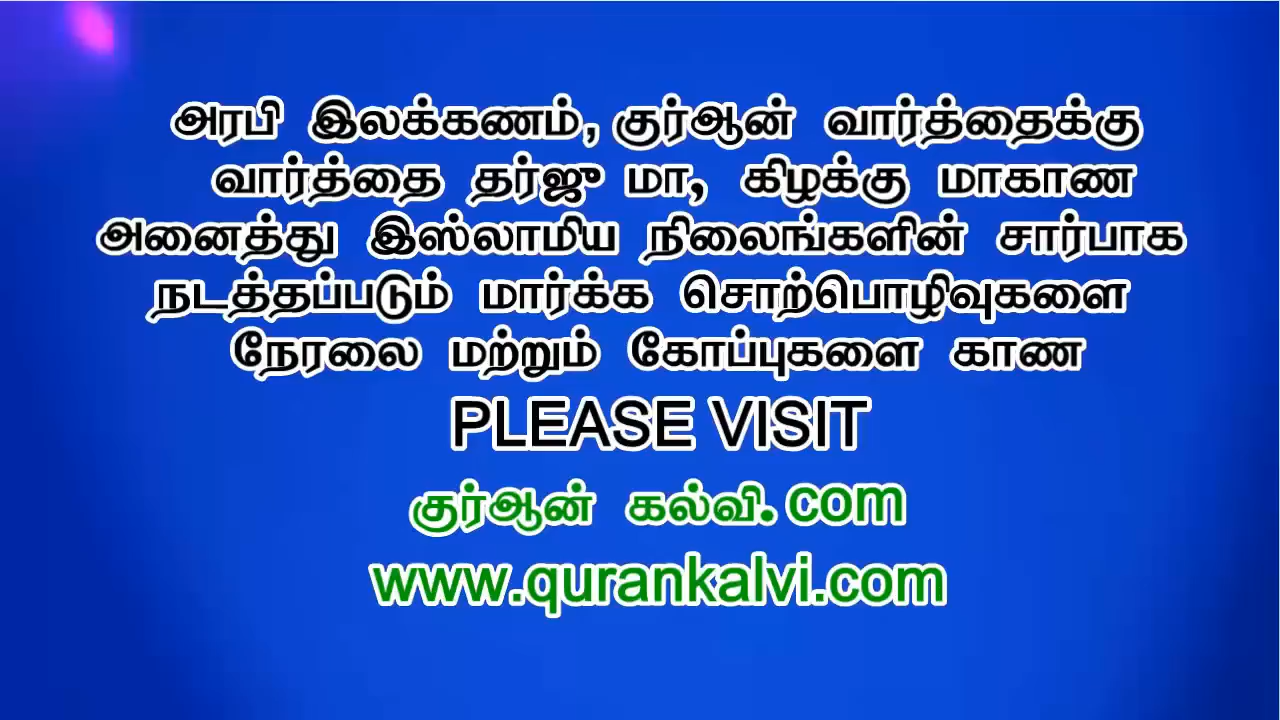 அரபி இலக்கணம், குர்ஆன் வார்த்தைக்கு
வார்த்தை தர்ஜு மா, கிழக்கு மாகாண
அனைத்து இஸ்லாமிய நிலைங்களின் சார்பாக
நடத்தப்படும் மார்க்க சொற்பொழிவுகளை
நேரலை மற்றும் கோப்புகளை காண
PLEASE VISIT
குர்ஆன் கல்வி.com
www.qurankalvi.com